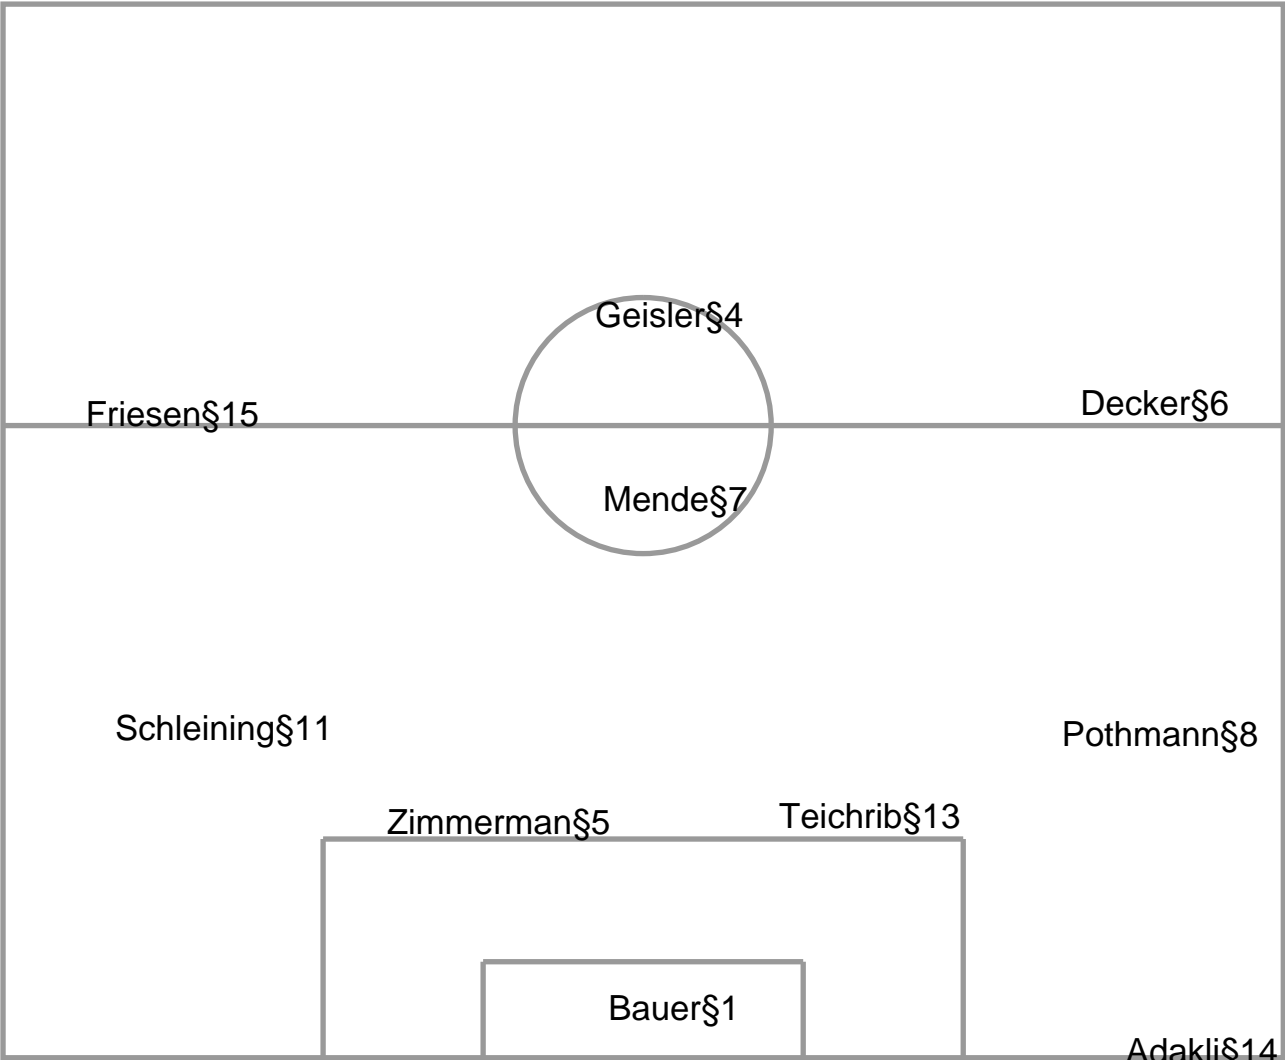 Geisler§4
Friesen§15
Decker§6
Mende§7
Schleining§11
Pothmann§8
Zimmerman§5
Teichrib§13
Bauer§1
Adakli§14